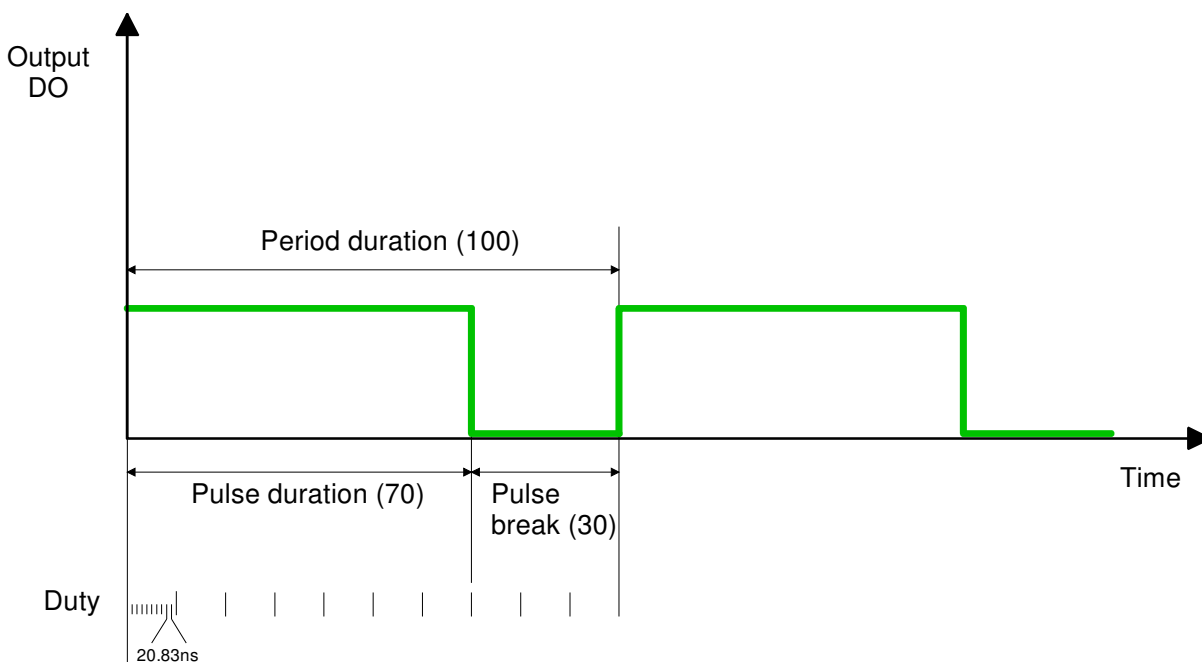 Output
DO
Period duration (100)
Time
Pulse duration (70)
Pulse
break (30)
Duty
20.83ns